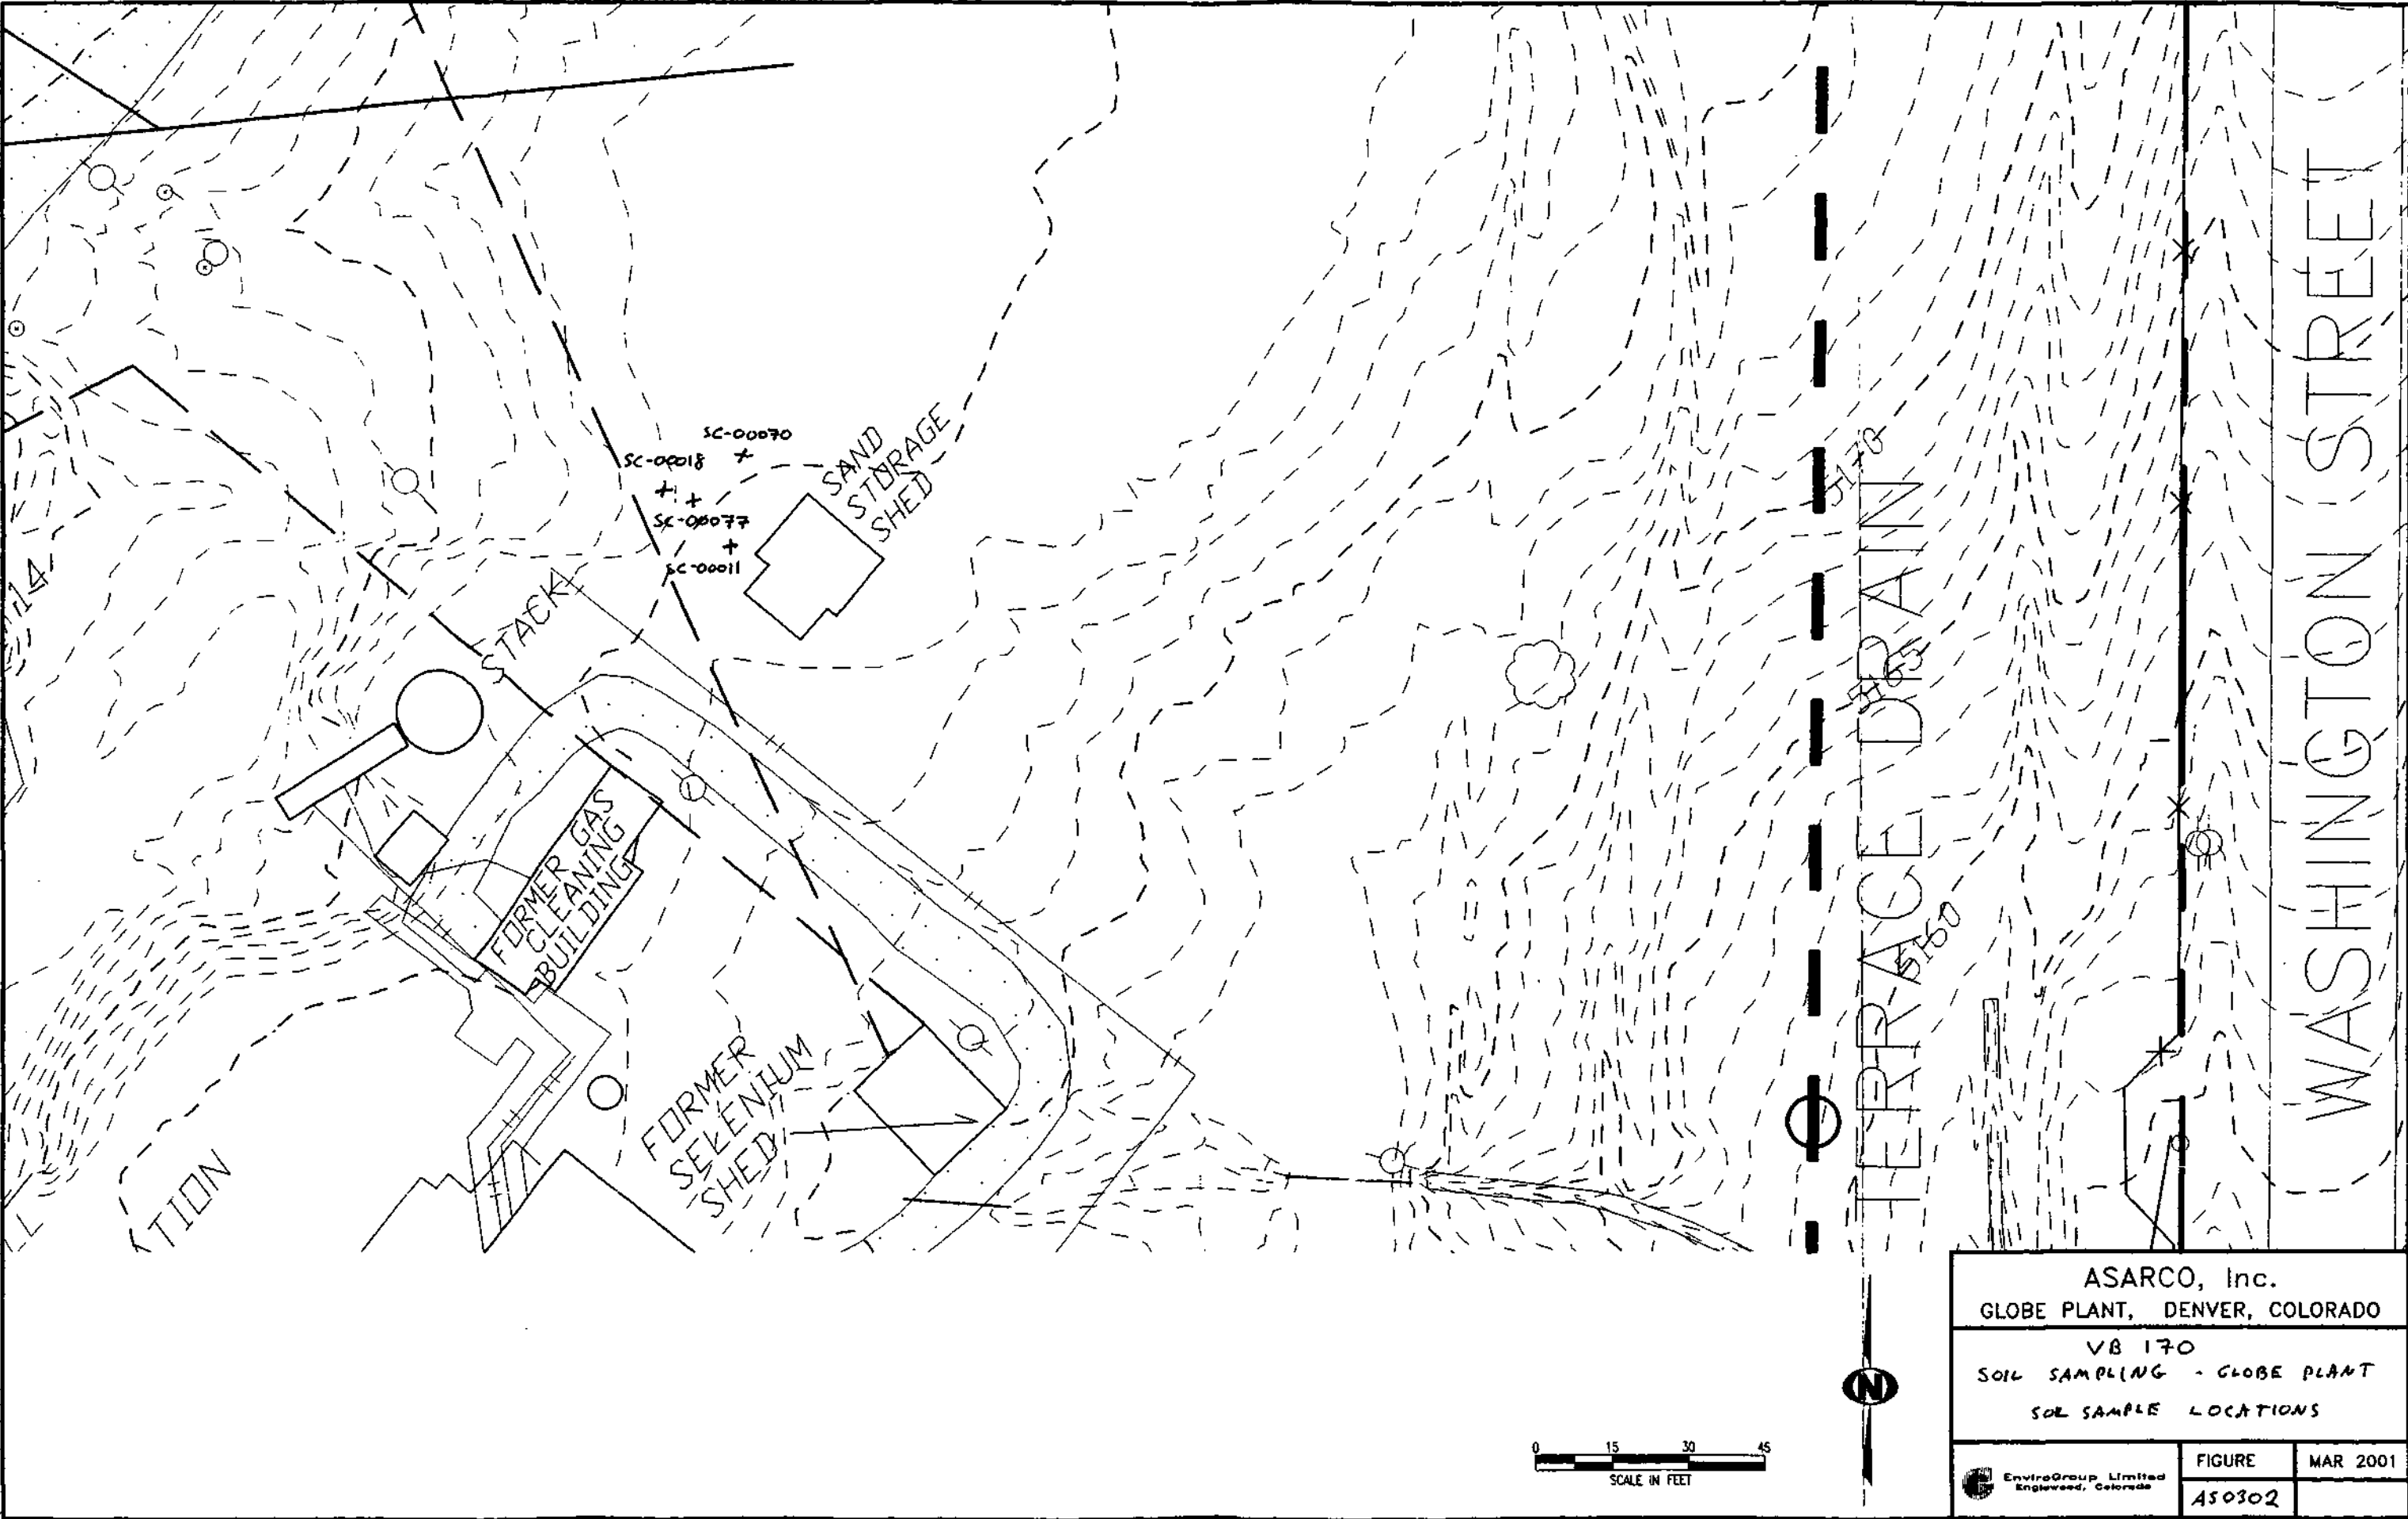 SC-00070
SC-00018
SC-00077
SC-00011
SAND
STORAGE
SHED
STACK
14
FORMER GAS
CLEANING
BUILDING
FORMER
SELENIUM
SHED
TION
L
5170
5165
5160
TERRACE DRAIN
WASHINGTON STREET
N
0 15 30 45
SCALE IN FEET
ASARCO, Inc.
GLOBE PLANT, DENVER, COLORADO
VB 170
SOIL SAMPLING - GLOBE PLANT
SOIL SAMPLE LOCATIONS
EnviroGroup Limited
Englewood, Colorado
FIGURE
AS0302
MAR 2001